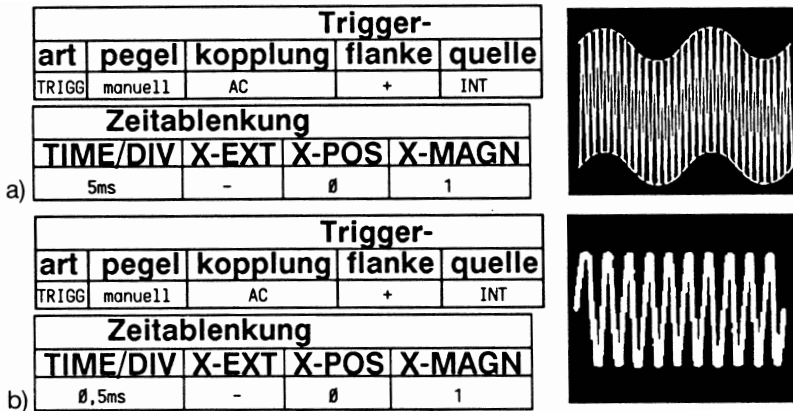 Trigger-
art pegel kopplung flanke quelle
TRIGG manuell AC + INT
Zeitablenkung
TIME/DIV X-EXT X-POS X-MAGN
5ms - Ø 1
a)
Trigger-
art pegel kopplung flanke quelle
TRIGG manuell AC + INT
Zeitablenkung
TIME/DIV X-EXT X-POS X-MAGN
Ø,5ms - Ø 1
b)